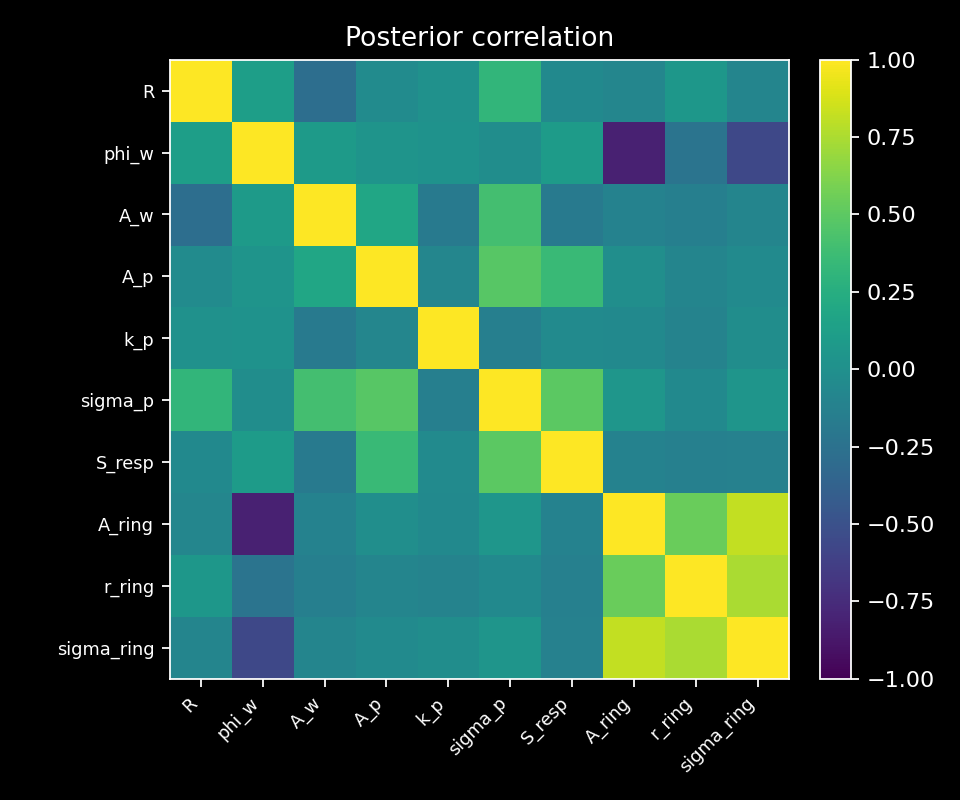 Posterior correlation
R
phi_w
A_w
A_p
k_p
sigma_p
S_resp
A_ring
r_ring
sigma_ring
R
phi_w
A_w
A_p
k_p
sigma_p
S_resp
A_ring
r_ring
sigma_ring
1.00
0.75
0.50
0.25
0.00
−0.25
−0.50
−0.75
−1.00